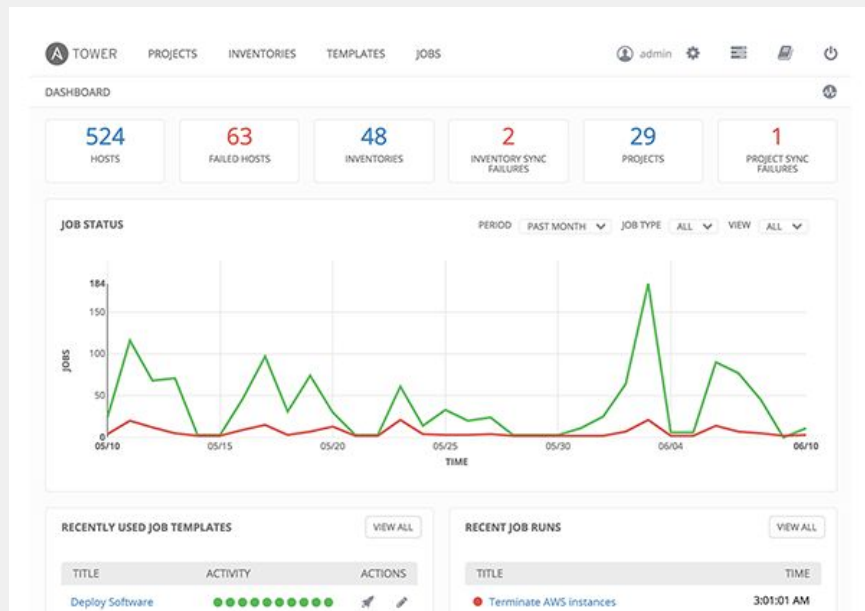 A TOWER PROJECTS INVENTORIES TEMPLATES JOBS admin
DASHBOARD
524 63 48 2 29 1
HOSTS FAILED HOSTS INVENTORIES INVENTORY SYNC FAILURES PROJECTS PROJECT SYNC FAILURES
JOB STATUS PERIOD PAST MONTH JOB TYPE ALL VIEW ALL
184
150
100
50
0
JOBS
05/10 05/15 05/20 05/25 05/30 06/04 06/10
TIME
RECENTLY USED JOB TEMPLATES VIEW ALL
TITLE ACTIVITY ACTIONS
Deploy Software
RECENT JOB RUNS VIEW ALL
TITLE TIME
Terminate AWS instances 3:01:01 AM